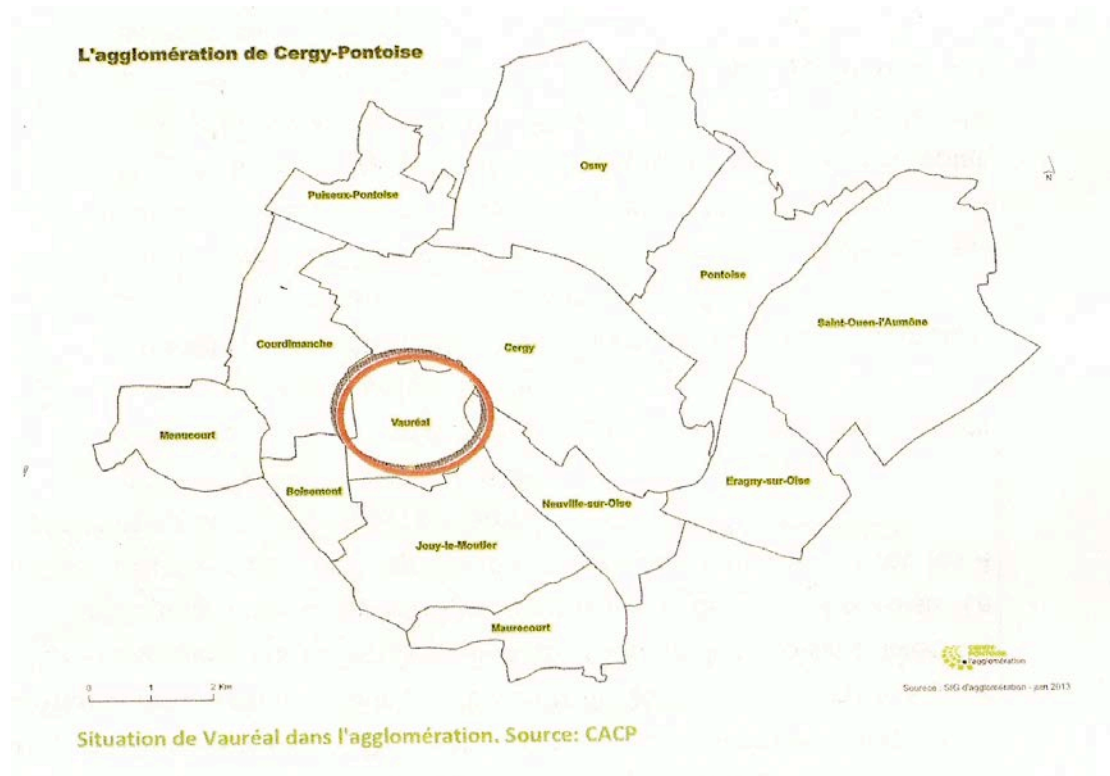 L'agglomération de Cergy-Pontoise
Osny
N
Puiseux-Pontoise
Pontoise
Saint-Ouen-l'Aumône
Courdimanche
Cergy
Vauréal
Menucourt
Boisemont
Eragny-sur-Oise
Neuville-sur-Oise
Jouy-le-Moutier
Maurecourt
CERGY
PONTOISE
l'agglomération
0 1 2 Km
Sourece : SIG d'agglomération - juin 2013
Situation de Vauréal dans l'agglomération. Source: CACP